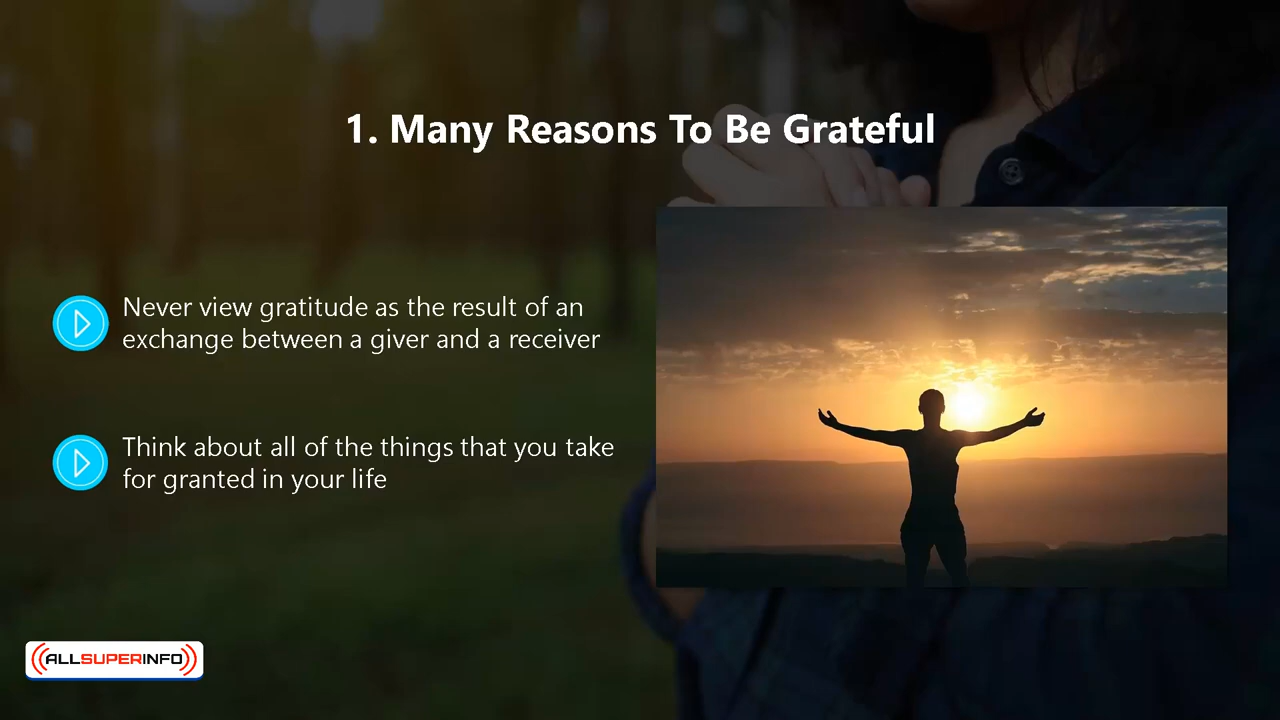 1. Many Reasons To Be Grateful
Never view gratitude as the result of an
exchange between a giver and a receiver
Think about all of the things that you take
for granted in your life
ALLSUPERINFO